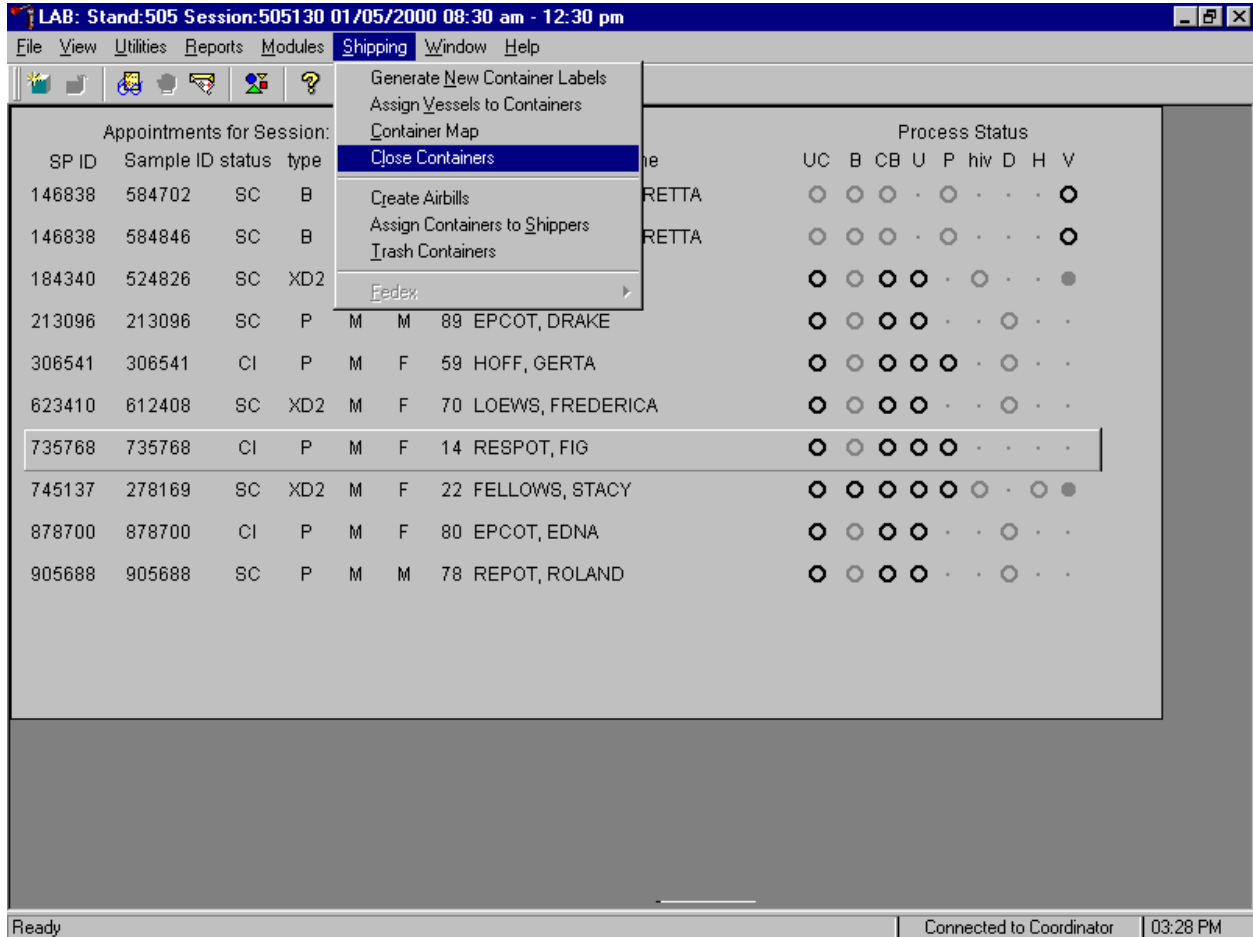 LAB: Stand:505 Session:505130 01/05/2000 08:30 am - 12:30 pm
File View Utilities Reports Modules Shipping Window Help
Generate New Container Labels
Assign Vessels to Containers
Container Map
Close Containers
Create Airbills
Assign Containers to Shippers
Trash Containers
Fedex
Appointments for Session: Process Status
SP ID Sample ID status type ne UC B CB U P hiv D H V
146838 584702 SC B RETTA
146838 584846 SC B RETTA
184340 524826 SC XD2
213096 213096 SC P M M 89 EPCOT, DRAKE
306541 306541 CI P M F 59 HOFF, GERTA
623410 612408 SC XD2 M F 70 LOEWS, FREDERICA
735768 735768 CI P M F 14 RESPOT, FIG
745137 278169 SC XD2 M F 22 FELLOWS, STACY
878700 878700 CI P M F 80 EPCOT, EDNA
905688 905688 SC P M M 78 REPOT, ROLAND
Ready Connected to Coordinator 03:28 PM